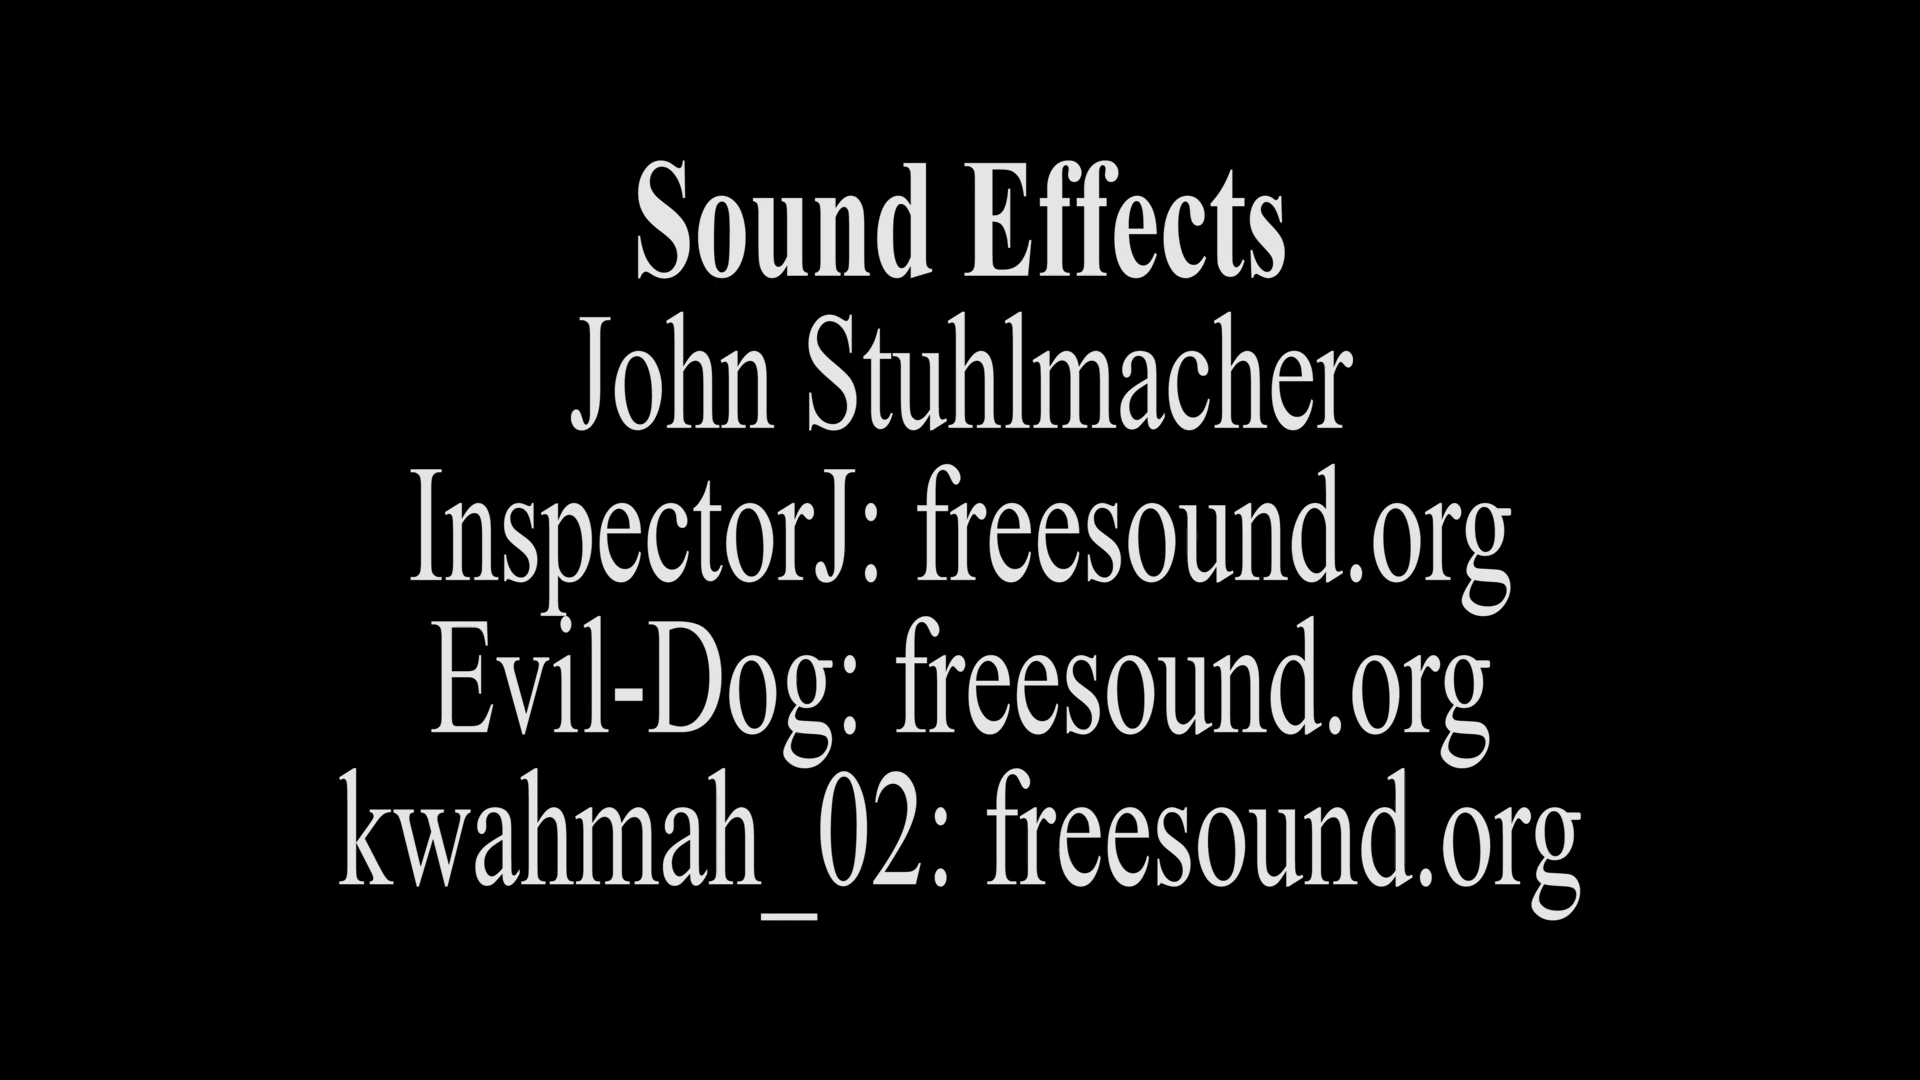 Sound Effects
John Stuhlmacher
InspectorJ: freesound.org
Evil-Dog: freesound.org
kwahmah_02: freesound.org